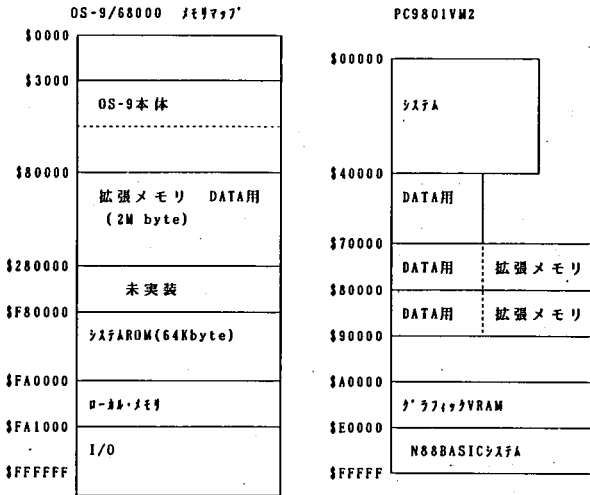 OS-9/68000 ﾒﾓﾘﾏｯﾌﾟ
$0000
$3000
OS-9本体
$80000
拡張メモリ DATA用
(2M byte)
$280000
未実装
$F80000
ｼｽﾃﾑROM(64Kbyte)
$FA0000
ﾛｰｶﾙ･ﾒﾓﾘ
$FA1000
I/O
$FFFFFF
PC9801VM2
$00000
ｼｽﾃﾑ
$40000
DATA用
$70000
DATA用 拡張メモリ
$80000
DATA用 拡張メモリ
$90000
$A0000
ｸﾞﾗﾌｨｯｸVRAM
$E0000
N88BASICｼｽﾃﾑ
$FFFFF